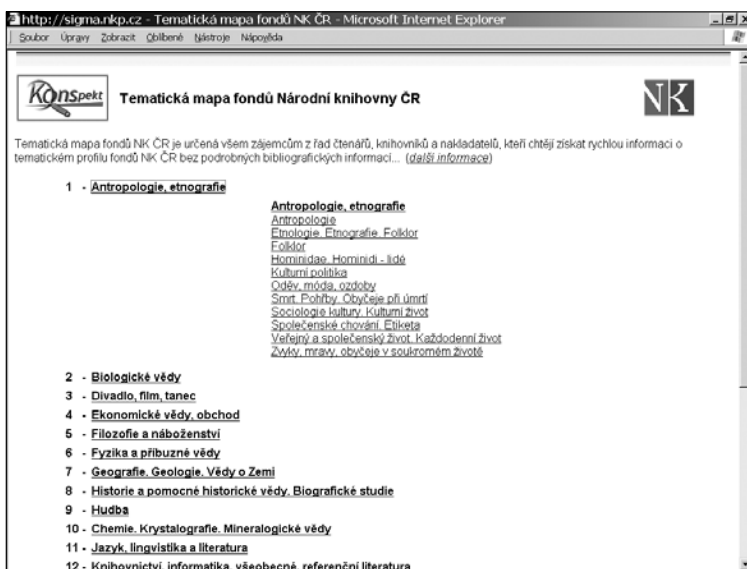 http://sigma.nkp.cz - Tematická mapa fondů NK ČR - Microsoft Internet Explorer
Soubor Úpravy Zobrazit Oblíbené Nástroje Nápověda
Konspekt Tematická mapa fondů Národní knihovny ČR NK
Tematická mapa fondů NK ČR je určená všem zájemcům z řad čtenářů, knihovníků a nakladatelů, kteří chtějí získat rychlou informaci o
tematickém profilu fondů NK ČR bez podrobných bibliografických informací... (další informace)
1 - Antropologie, etnografie
Antropologie, etnografie
Antropologie
Etnologie. Etnografie. Folklor
Folklor
Hominidae. Hominidi - lidé
Kulturní politika
Oděv, móda, ozdoby
Smrt. Pohřby. Obyčeje při úmrtí
Sociologie kultury. Kulturní život
Společenské chování. Etiketa
Veřejný a společenský život. Každodenní život
Zvyky, mravy, obyčeje v soukromém životě
2 - Biologické vědy
3 - Divadlo, film, tanec
4 - Ekonomické vědy, obchod
5 - Filozofie a náboženství
6 - Fyzika a příbuzné vědy
7 - Geografie. Geologie. Vědy o Zemi
8 - Historie a pomocné historické vědy. Biografické studie
9 - Hudba
10 - Chemie. Krystalografie. Mineralogické vědy
11 - Jazyk, lingvistika a literatura
12 - Knihovnictví, informatika, všeobecné, referenční literatura